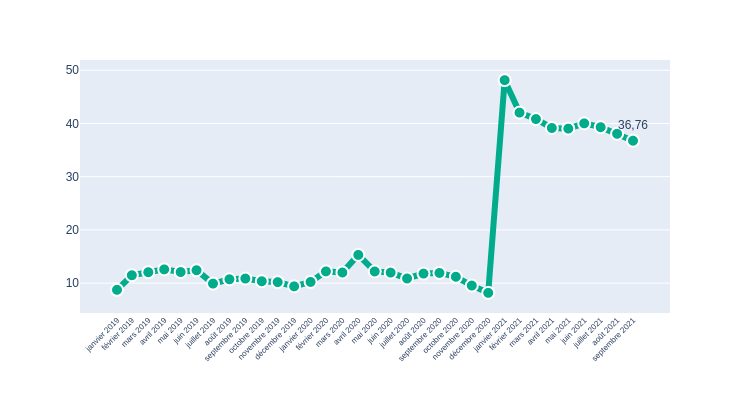 50
40
30
20
10
36,76
janvier 2019
février 2019
mars 2019
avril 2019
mai 2019
juin 2019
juillet 2019
août 2019
septembre 2019
octobre 2019
novembre 2019
décembre 2019
janvier 2020
février 2020
mars 2020
avril 2020
mai 2020
juin 2020
juillet 2020
août 2020
septembre 2020
octobre 2020
novembre 2020
décembre 2020
janvier 2021
février 2021
mars 2021
avril 2021
mai 2021
juin 2021
juillet 2021
août 2021
septembre 2021